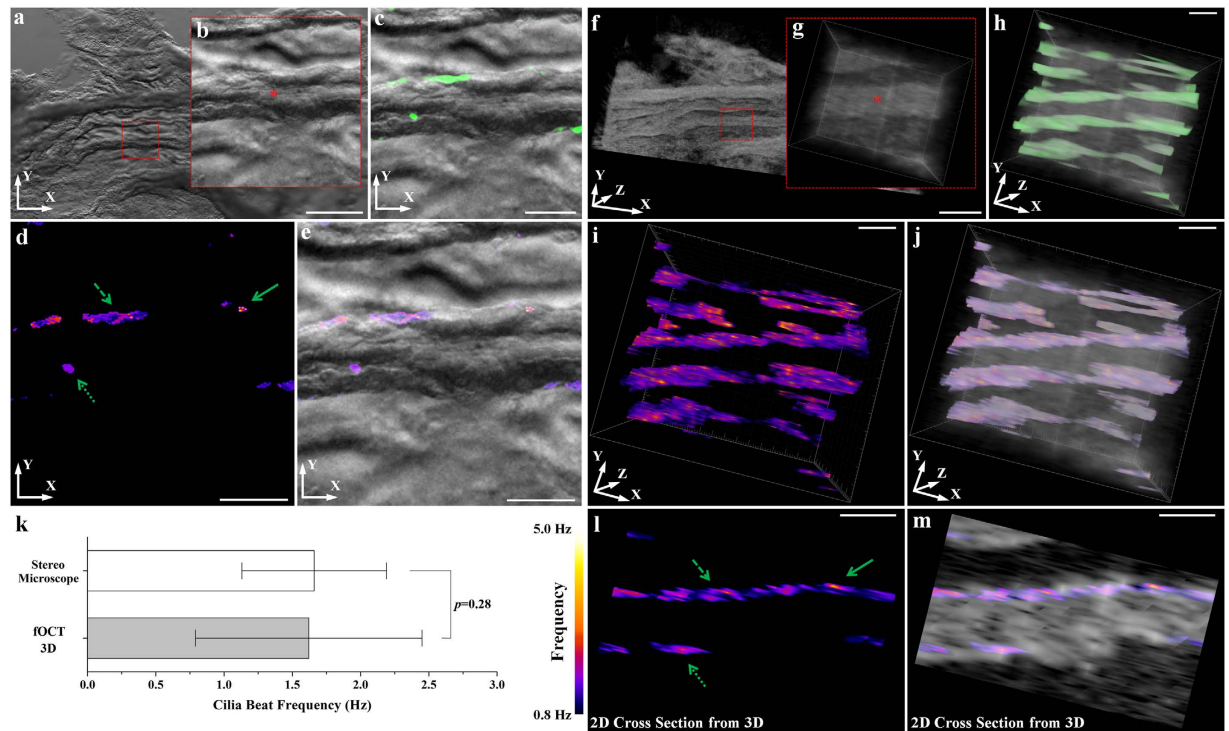 a
b
c
Y
X
Y
X
d
e
Y
X
Y
X
f
g
h
Y
Z
X
Y
Z
X
i
j
Y
Z
X
Y
Z
X
k
Stereo
Microscope
fOCT
3D
p=0.28
0.0 0.5 1.0 1.5 2.0 2.5 3.0
Cilia Beat Frequency (Hz)
5.0 Hz
Frequency
0.8 Hz
l
2D Cross Section from 3D
m
2D Cross Section from 3D